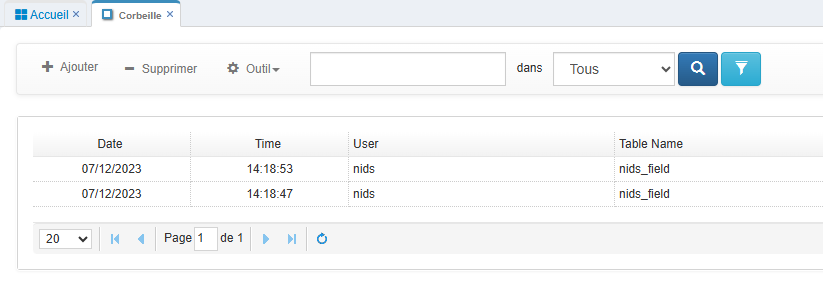 Accueil × Corbeille ×
Ajouter Supprimer Outil dans Tous
Date Time User Table Name
07/12/2023 14:18:53 nids nids_field
07/12/2023 14:18:47 nids nids_field
20 Page 1 de 1